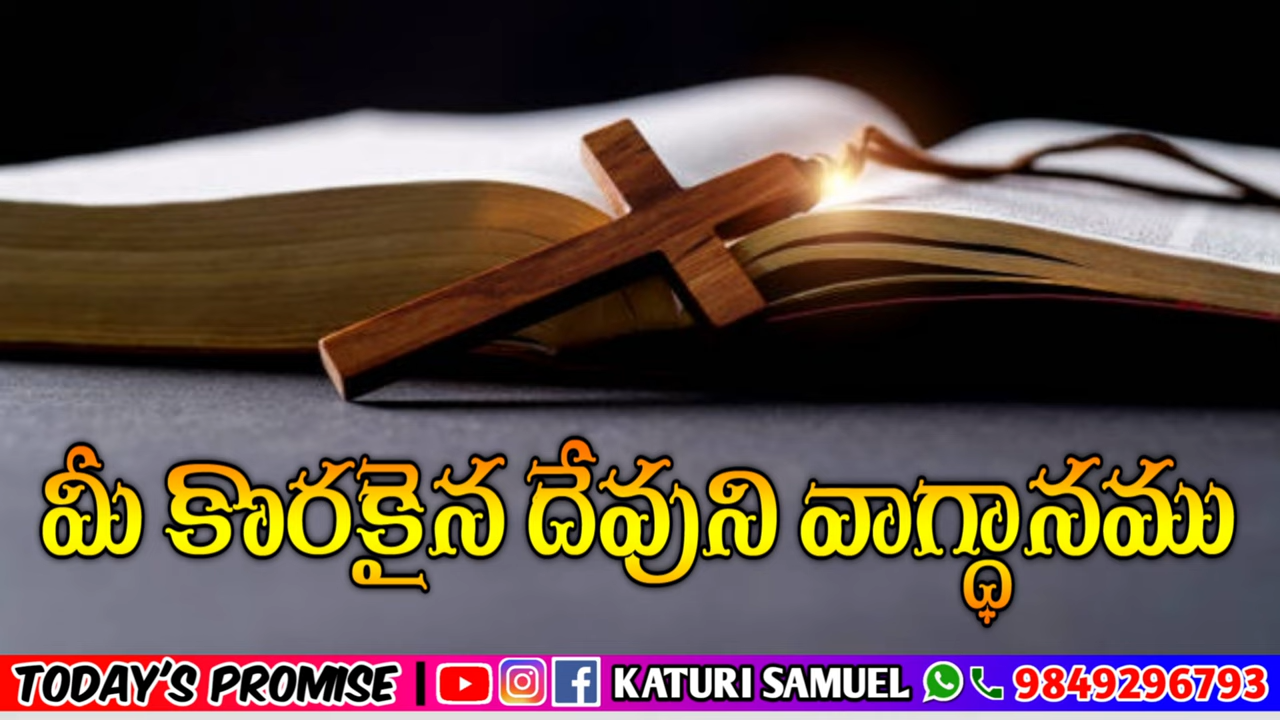 మీ కొరకైన దేవుని వాగ్ధానము
TODAY'S PROMISE | KATURI SAMUEL 9849296793